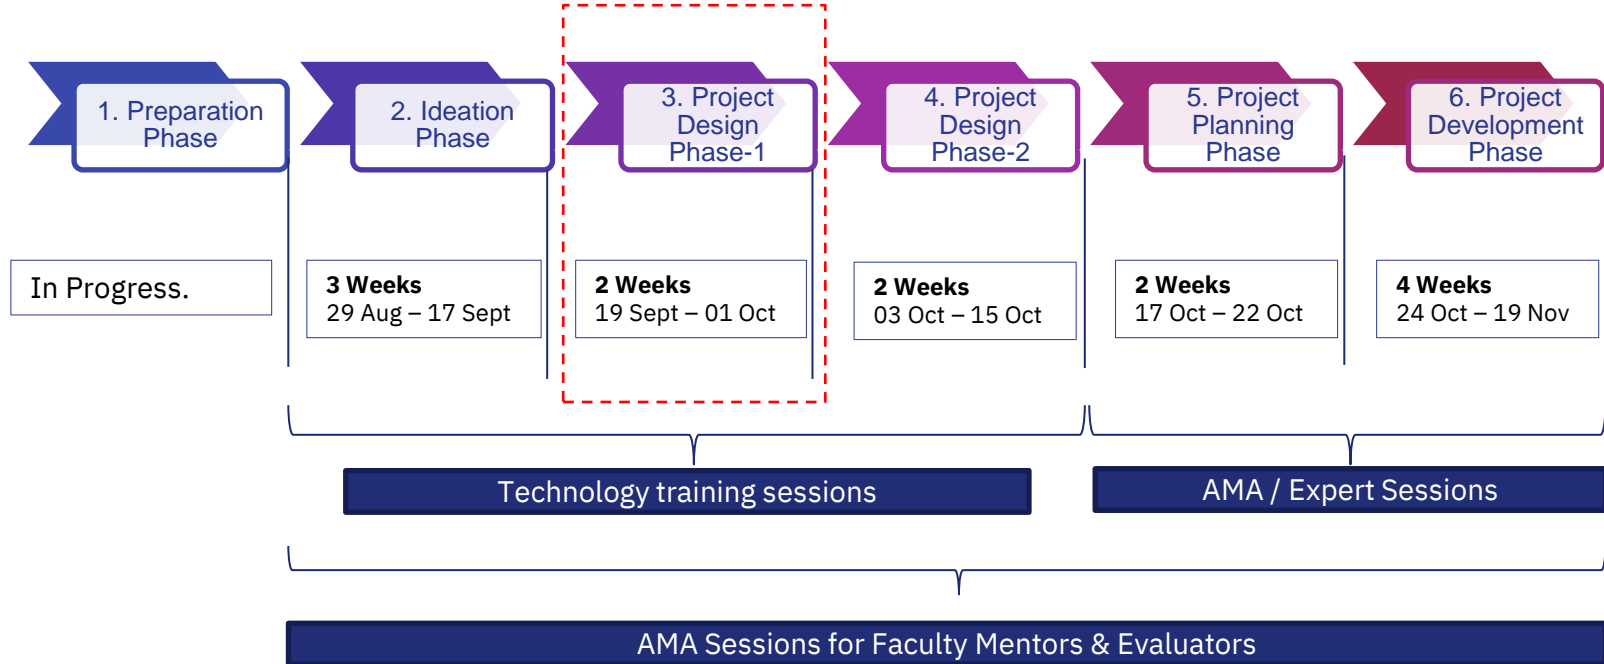 1. Preparation
Phase
2. Ideation
Phase
3. Project
Design
Phase-1
4. Project
Design
Phase-2
5. Project
Planning
Phase
6. Project
Development
Phase
In Progress.
3 Weeks
29 Aug – 17 Sept
2 Weeks
19 Sept – 01 Oct
2 Weeks
03 Oct – 15 Oct
2 Weeks
17 Oct – 22 Oct
4 Weeks
24 Oct – 19 Nov
Technology training sessions
AMA / Expert Sessions
AMA Sessions for Faculty Mentors & Evaluators